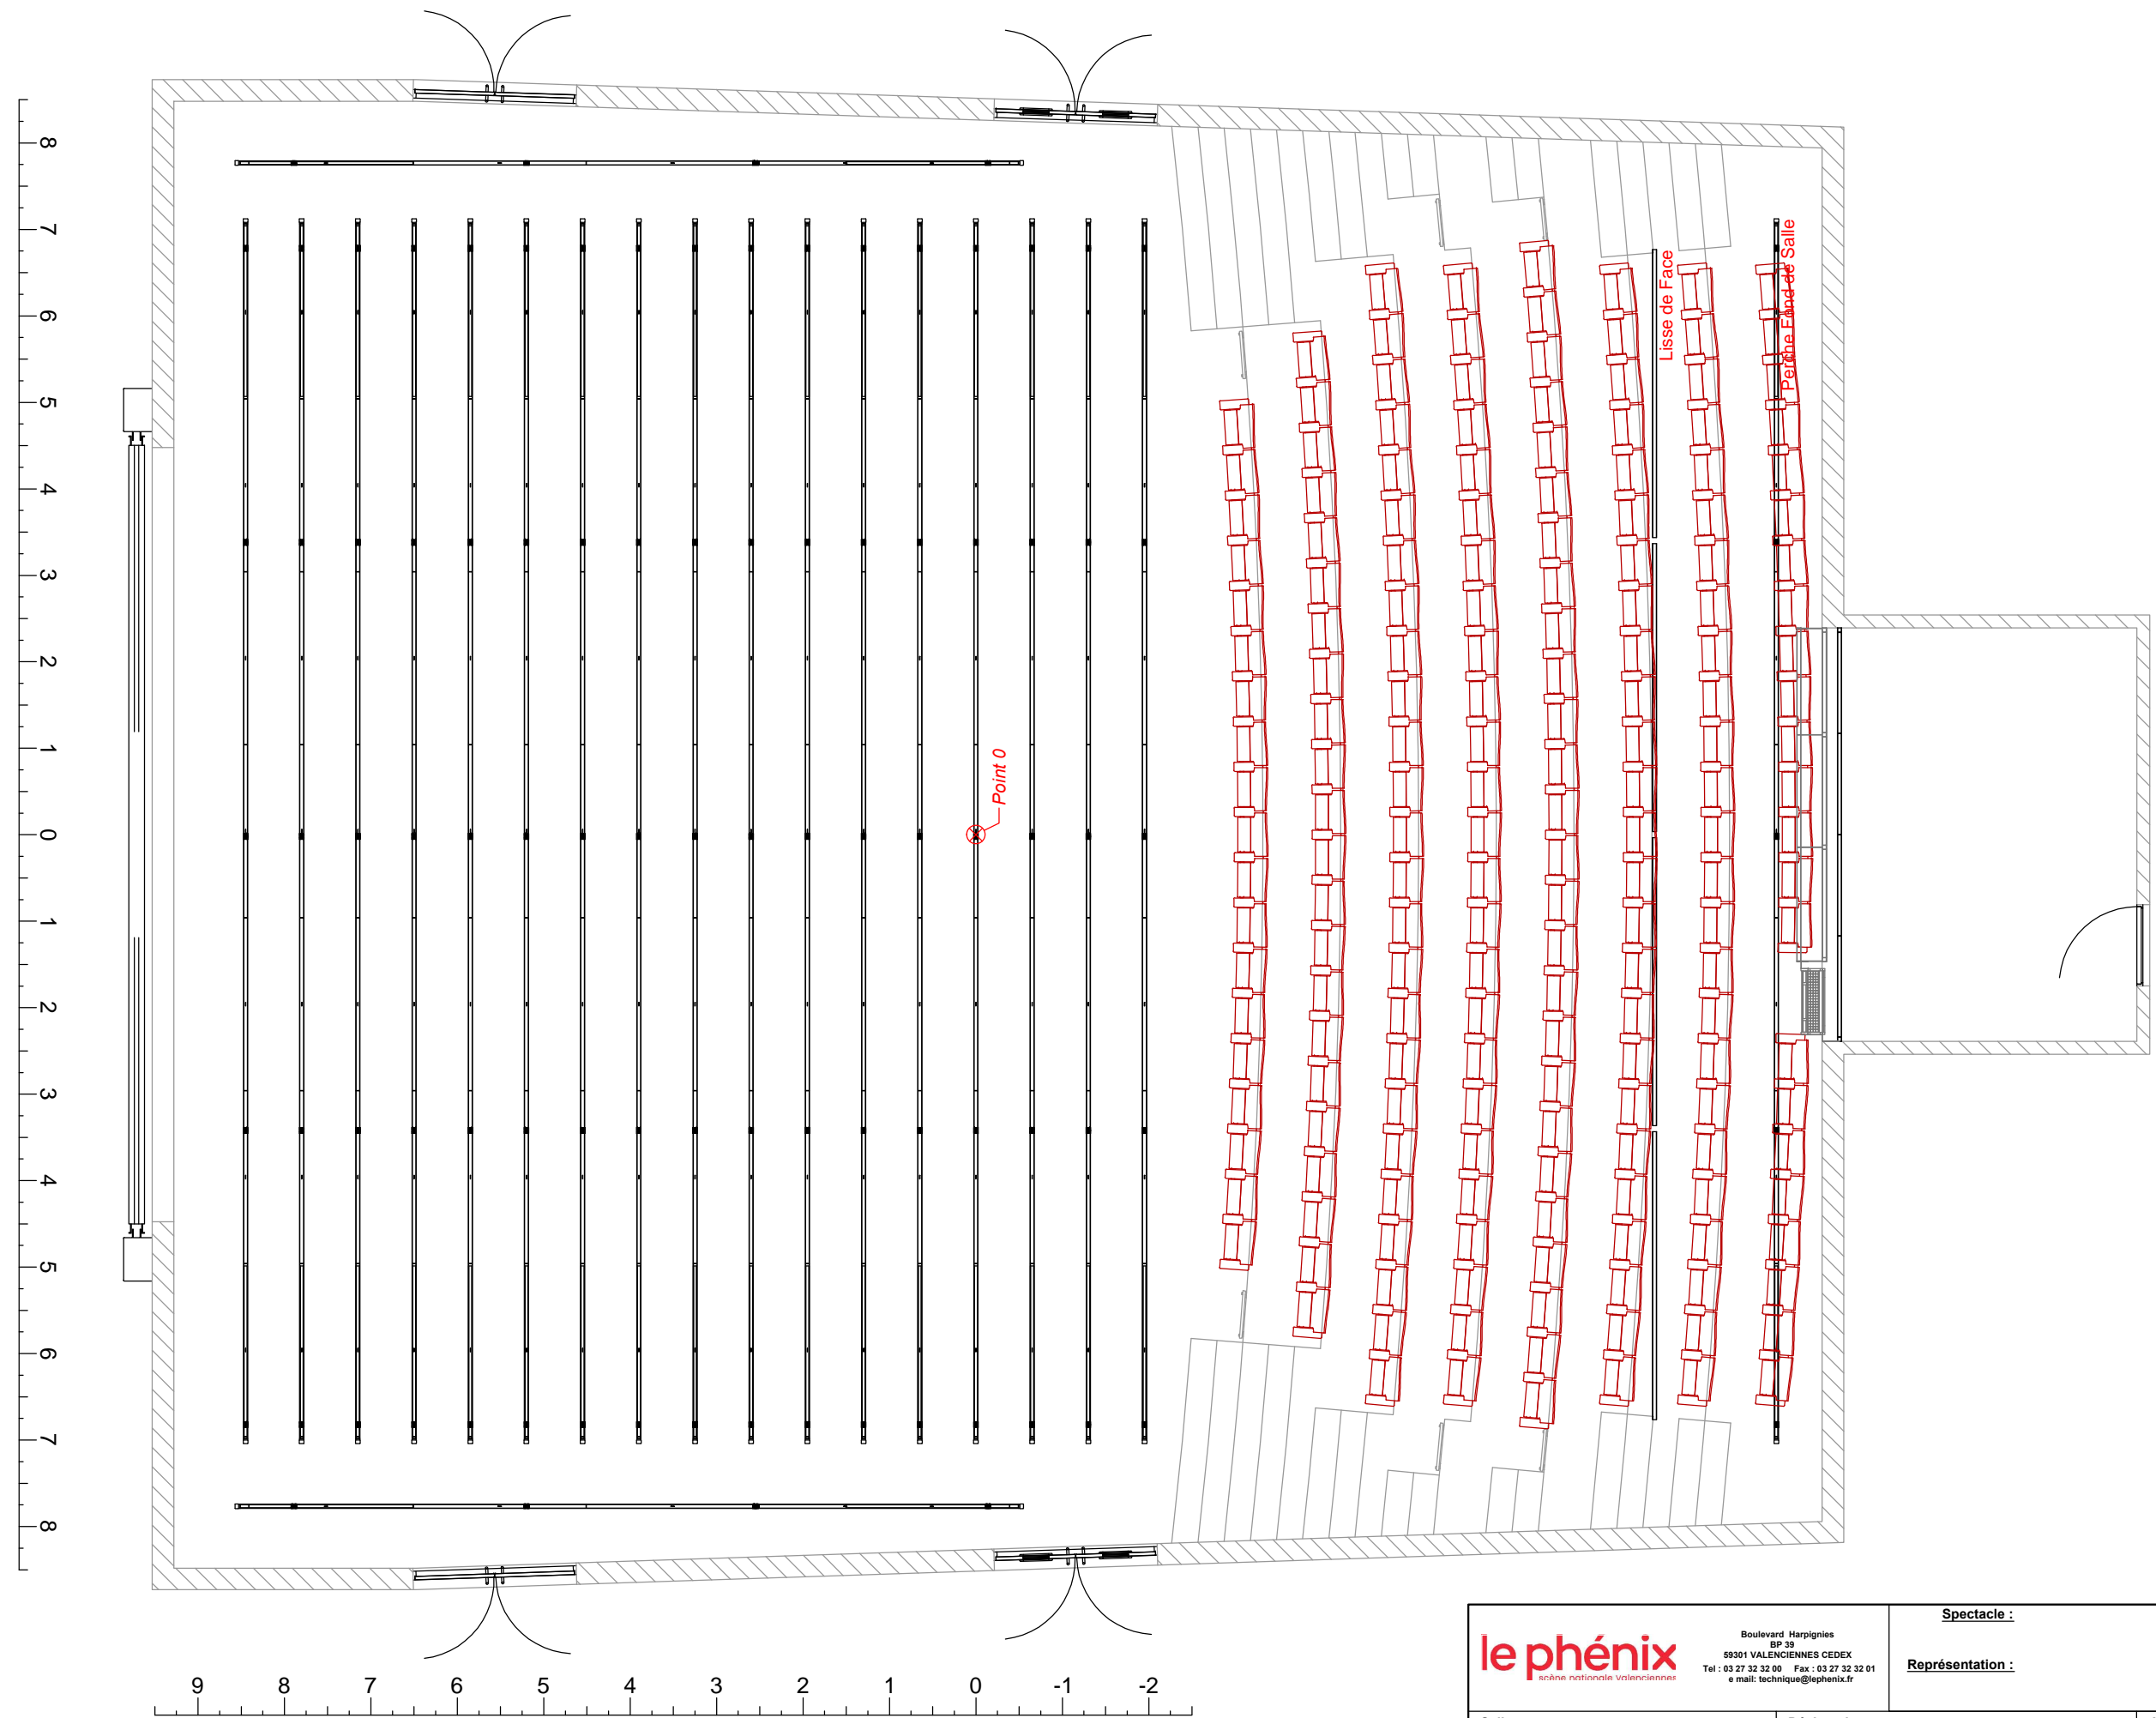 8
7
6
5
4
3
2
1
0
1
2
3
4
5
6
7
8
Lisse de Face
Perche Fond de Salle
Point 0
9 8 7 6 5 4 3 2 1 0 -1 -2
le phénix
scène nationale valenciennes
Boulevard Harpignies
BP 39
59301 VALENCIENNES CEDEX
Tel : 03 27 32 32 00 Fax : 03 27 32 32 01
e mail: technique@lephenix.fr
Spectacle :
Représentation :